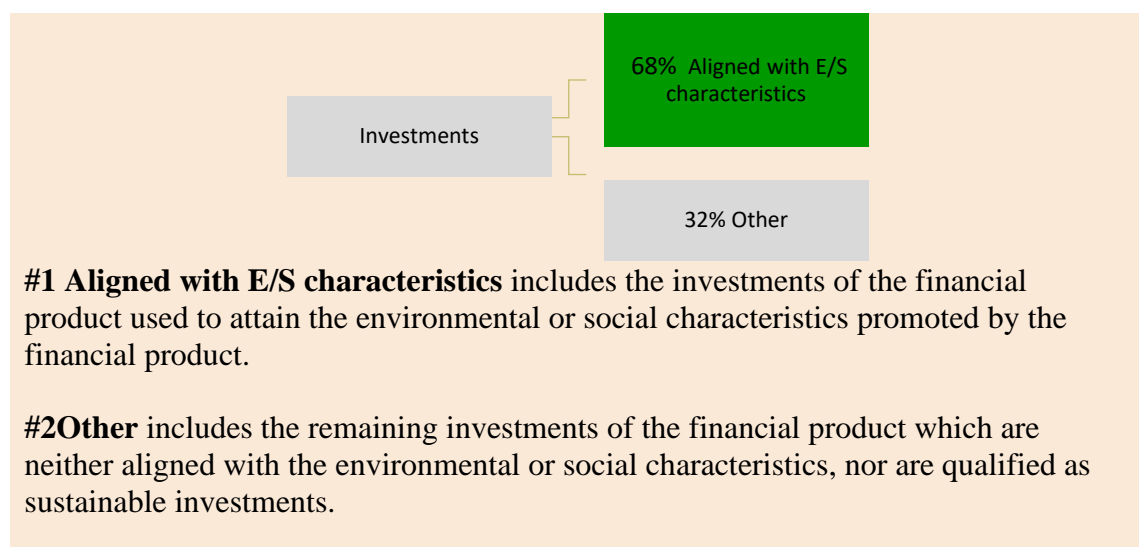 68% Aligned with E/S
characteristics
Investments
32% Other
#1 Aligned with E/S characteristics includes the investments of the financial
product used to attain the environmental or social characteristics promoted by the
financial product.
#2Other includes the remaining investments of the financial product which are
neither aligned with the environmental or social characteristics, nor are qualified as
sustainable investments.